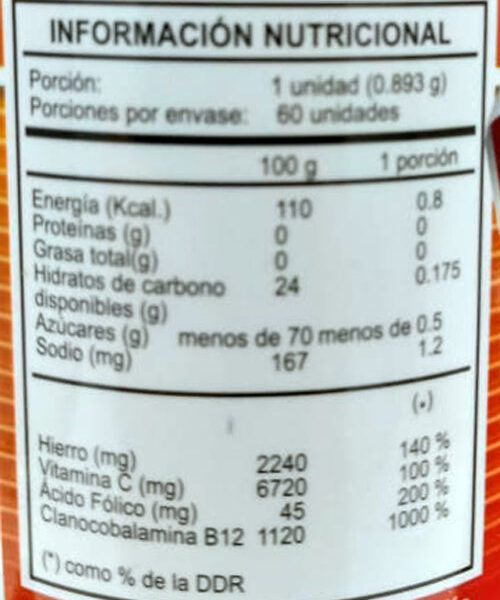 INFORMACIÓN NUTRICIONAL
Porción: 1 unidad (0.893 g)
Porciones por envase: 60 unidades
100 g 1 porción
Energía (Kcal.) 110 0.8
Proteínas (g) 0 0
Grasa total(g) 0 0
Hidratos de carbono 24 0.175
disponibles (g)
Azúcares (g) menos de 70 menos de 0.5
Sodio (mg) 167 1.2
(*)
Hierro (mg) 2240 140 %
Vitamina C (mg) 6720 100 %
Ácido Fólico (mg) 45 200 %
Clanocobalamina B12 1120 1000 %
(*) como % de la DDR